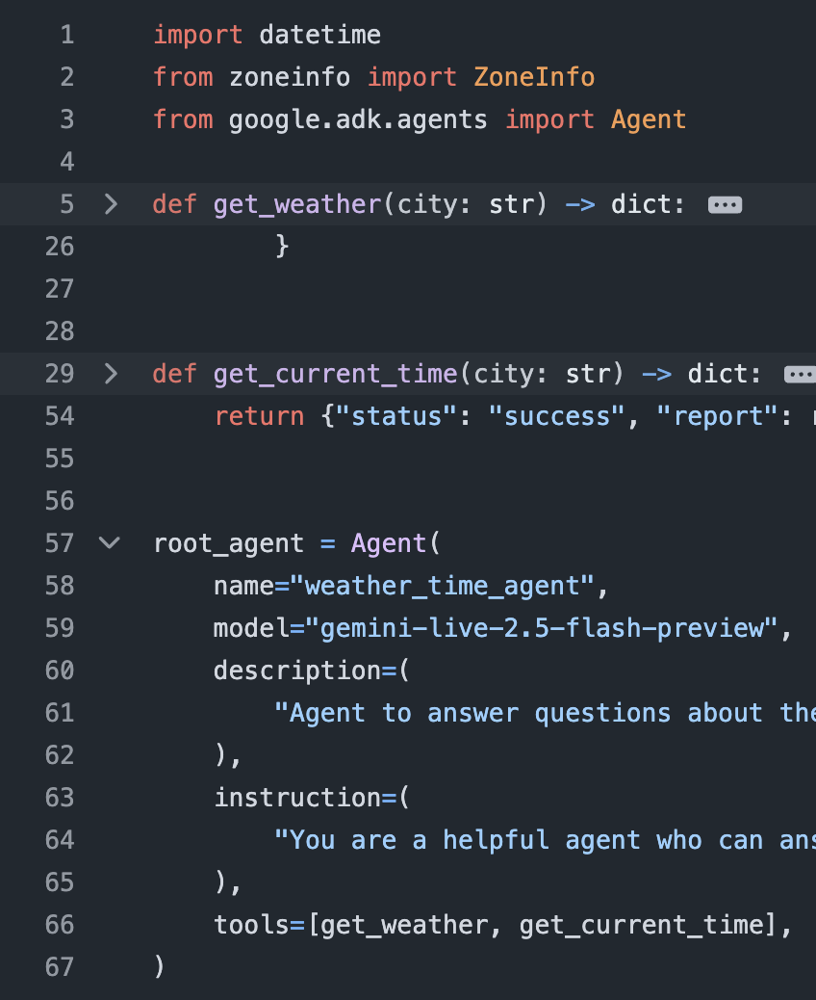 1 import datetime
2 from zoneinfo import ZoneInfo
3 from google.adk.agents import Agent
4
5 def get_weather(city: str) -> dict: ...
26         }
27
28
29 def get_current_time(city: str) -> dict: ...
54     return {"status": "success", "report":
55
56
57 root_agent = Agent(
58     name="weather_time_agent",
59     model="gemini-live-2.5-flash-preview",
60     description=(
61         "Agent to answer questions about the
62     ),
63     instruction=(
64         "You are a helpful agent who can ans
65     ),
66     tools=[get_weather, get_current_time],
67 )